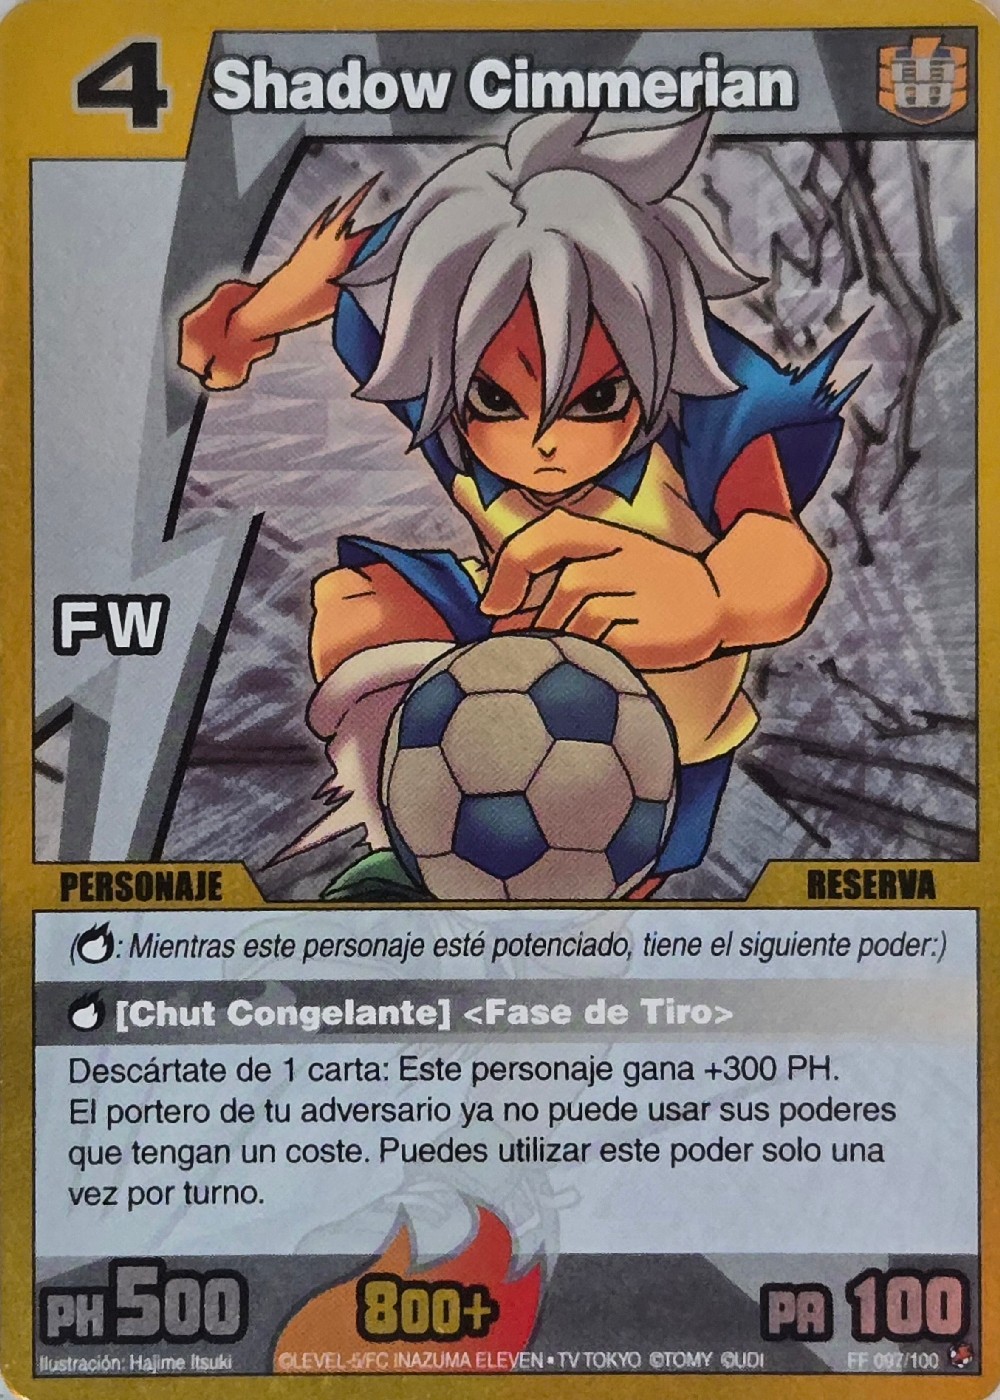 4 Shadow Cimmerian
FW
PERSONAJE RESERVA
(: Mientras este personaje esté potenciado, tiene el siguiente poder:)
[Chut Congelante] <Fase de Tiro>
Descártate de 1 carta: Este personaje gana +300 PH.
El portero de tu adversario ya no puede usar sus poderes
que tengan un coste. Puedes utilizar este poder solo una
vez por turno.
PH 500 800+ PA 100
Ilustración: Hajime Itsuki ©LEVEL-5/FC INAZUMA ELEVEN • TV TOKYO ©TOMY ©UDI FF 097/100